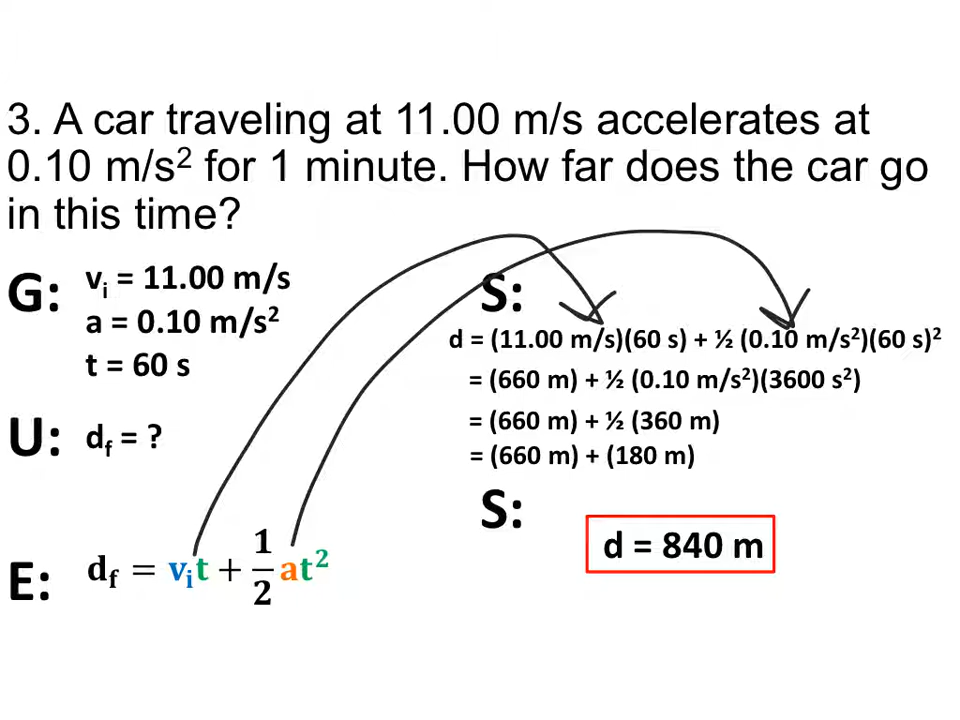 3. A car traveling at 11.00 m/s accelerates at
0.10 m/s² for 1 minute. How far does the car go
in this time?
G:
vᵢ = 11.00 m/s
a = 0.10 m/s²
t = 60 s
U:
d_f = ?
E:
d_f = vᵢt + 1/2 at²
S:
d = (11.00 m/s)(60 s) + ½ (0.10 m/s²)(60 s)²
= (660 m) + ½ (0.10 m/s²)(3600 s²)
= (660 m) + ½ (360 m)
= (660 m) + (180 m)
S:
d = 840 m